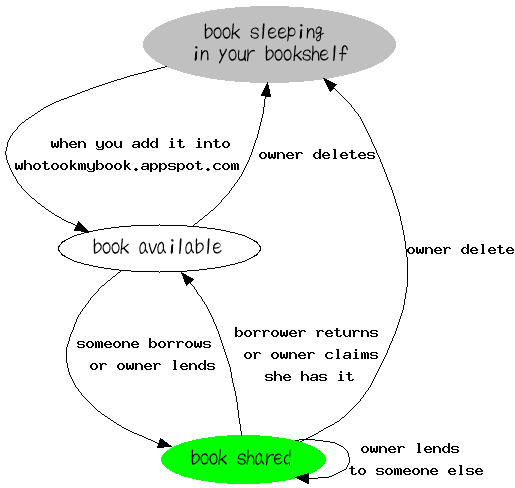 book sleeping
in your bookshelf
when you add it into
whotookmybook.appspot.com
owner deletes
book available
owner delete
someone borrows
or owner lends
borrower returns
or owner claims
she has it
book shared
owner lends
to someone else